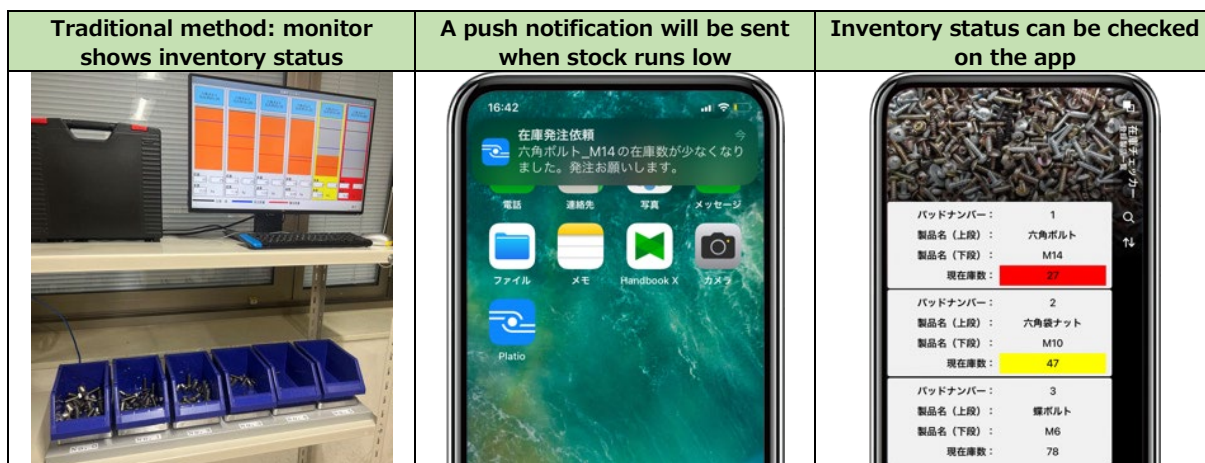 Traditional method: monitor
shows inventory status
A push notification will be sent
when stock runs low
Inventory status can be checked
on the app
16:42
在庫発注依頼
今
六角ボルト_M14の在庫数が少なくなり
ました。発注お願いします。
電話
連絡先
写真
メッセージ
ファイル
メモ
Handbook X
カメラ
Platio
在庫チェッカー
パッドナンバー:
1
製品名(上段):
六角ボルト
製品名(下段):
M14
現在庫数:
27
パッドナンバー:
2
製品名(上段):
六角袋ナット
製品名(下段):
M10
現在庫数:
47
パッドナンバー:
3
製品名(上段):
蝶ボルト
製品名(下段):
M6
現在庫数:
78